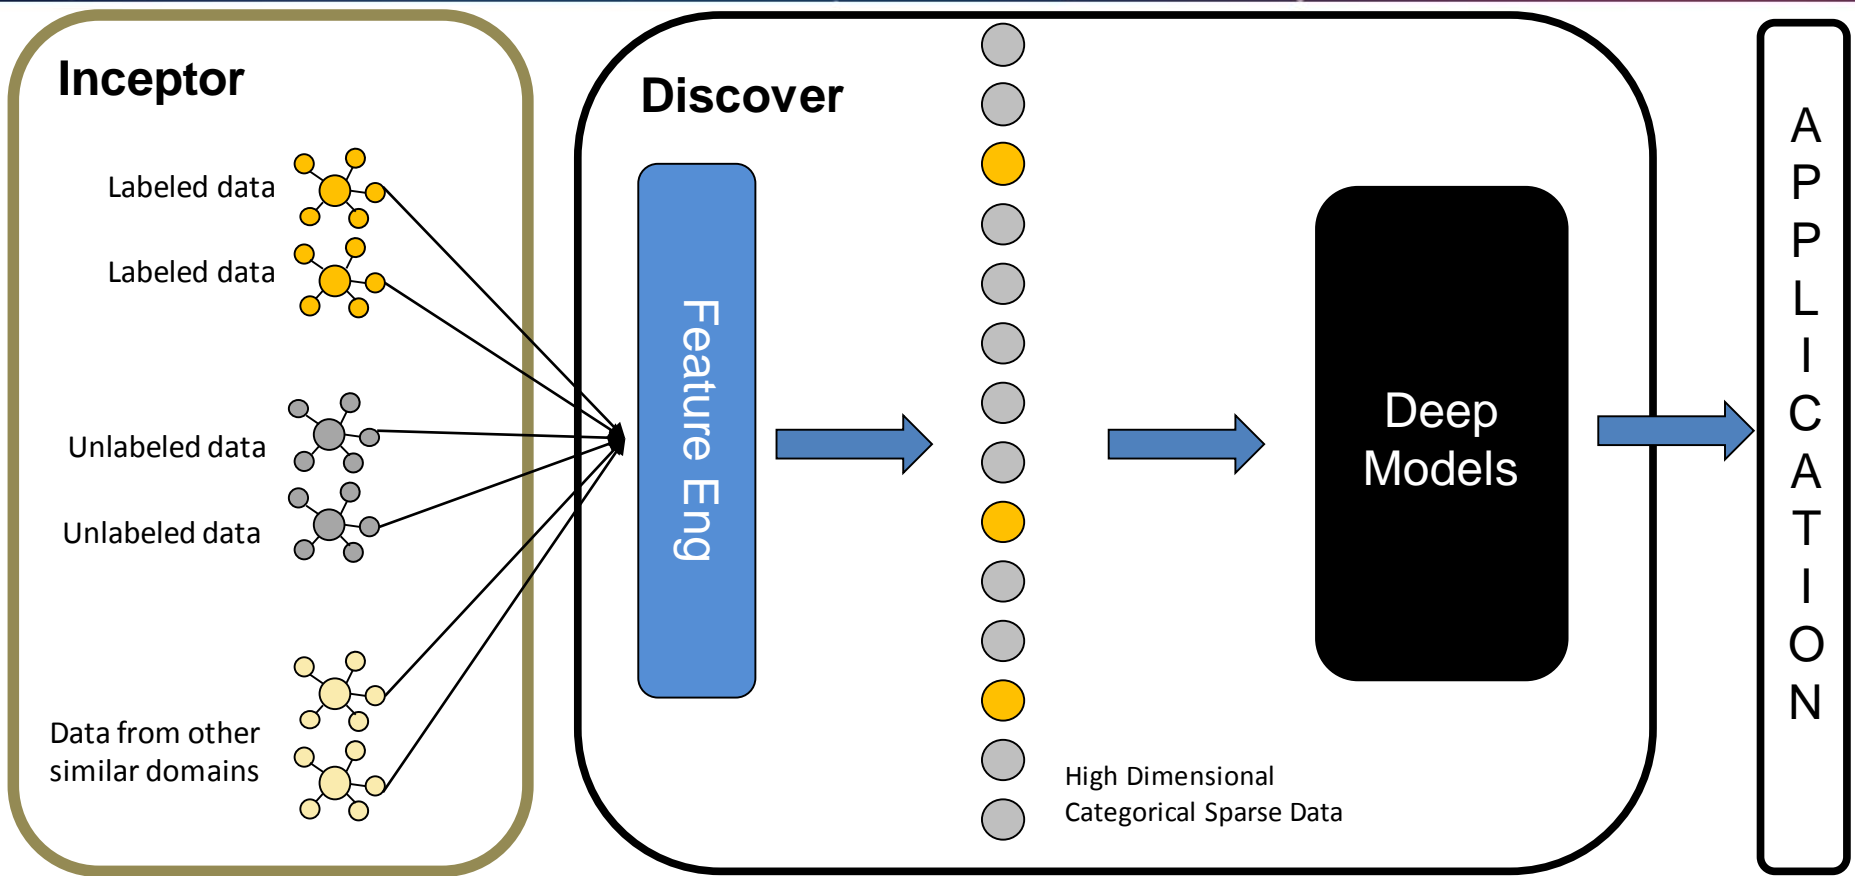 Inceptor
Labeled data
Labeled data
Unlabeled data
Unlabeled data
Data from other
similar domains
Discover
Feature Eng
High Dimensional
Categorical Sparse Data
Deep
Models
APPLICATION